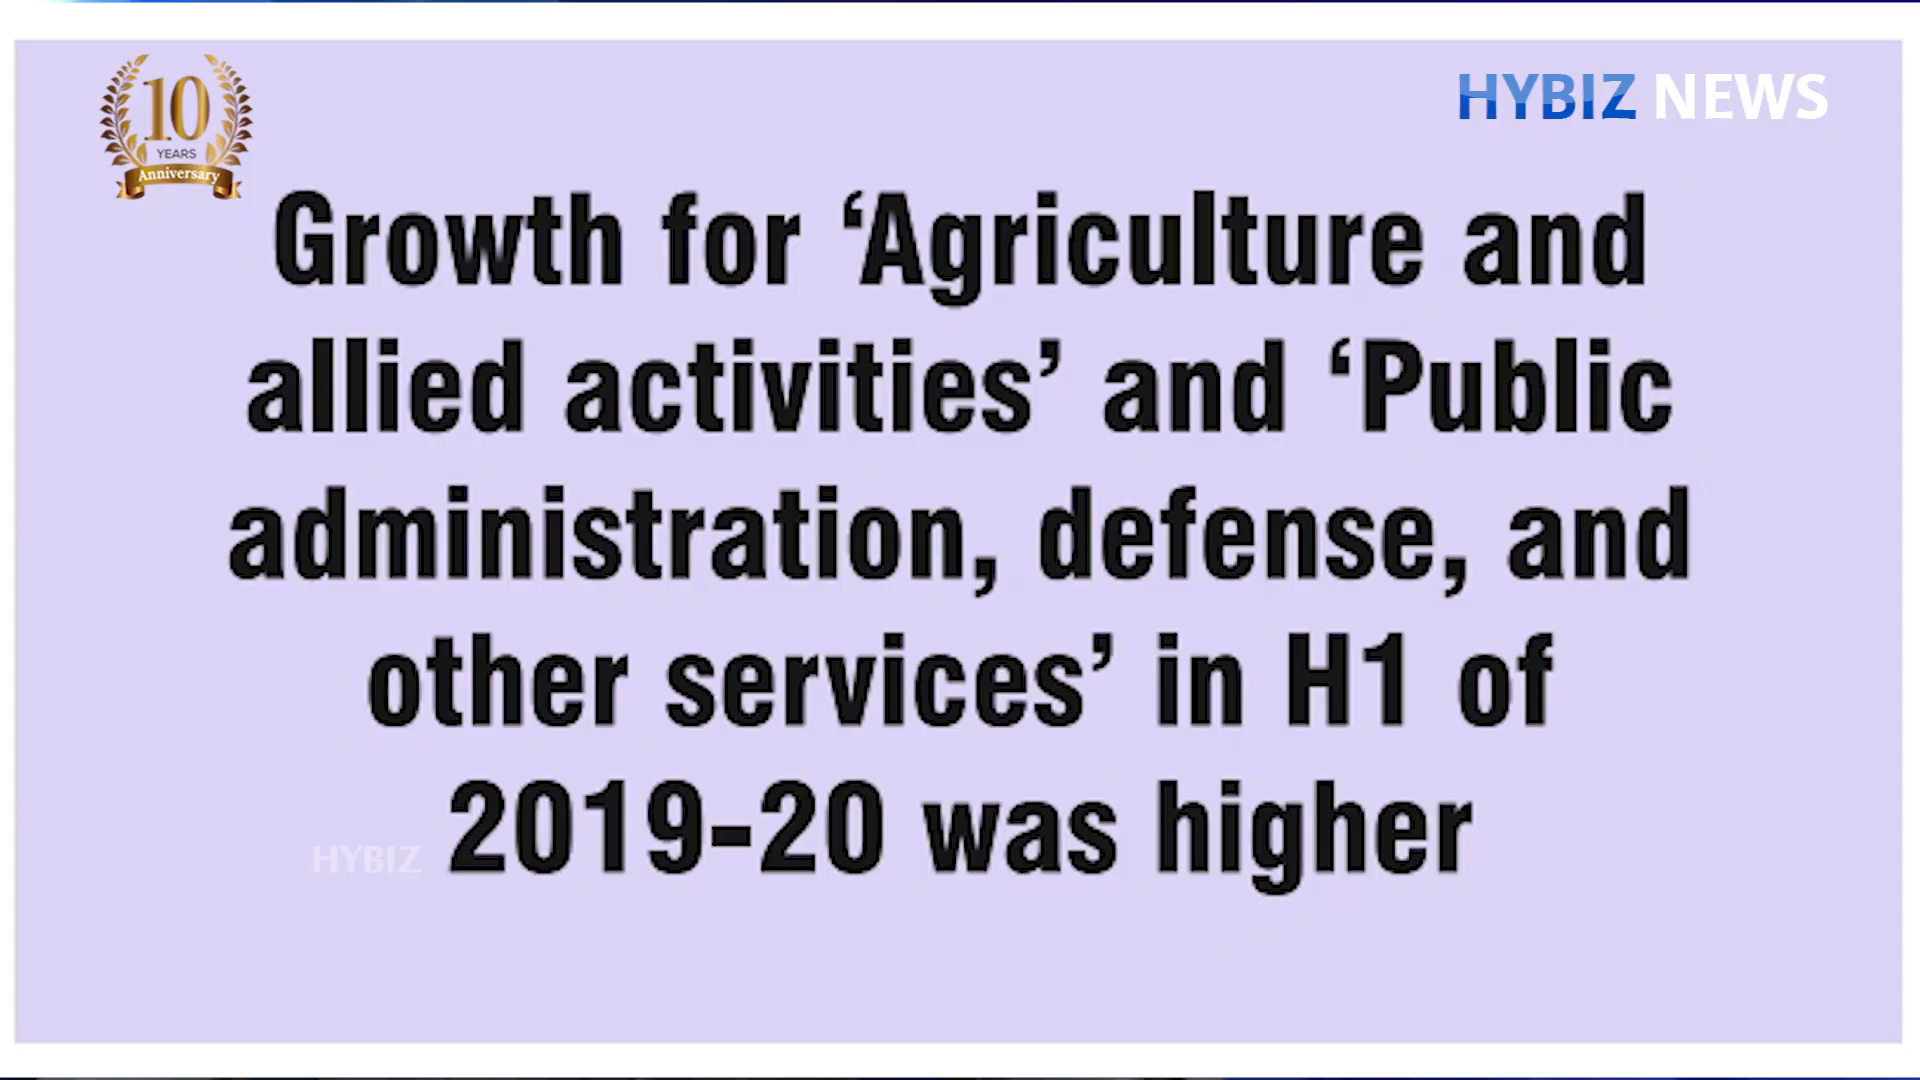 10
YEARS
Anniversary
HYBIZ NEWS
Growth for ‘Agriculture and
allied activities’ and ‘Public
administration, defense, and
other services’ in H1 of
2019-20 was higher
HYBIZ